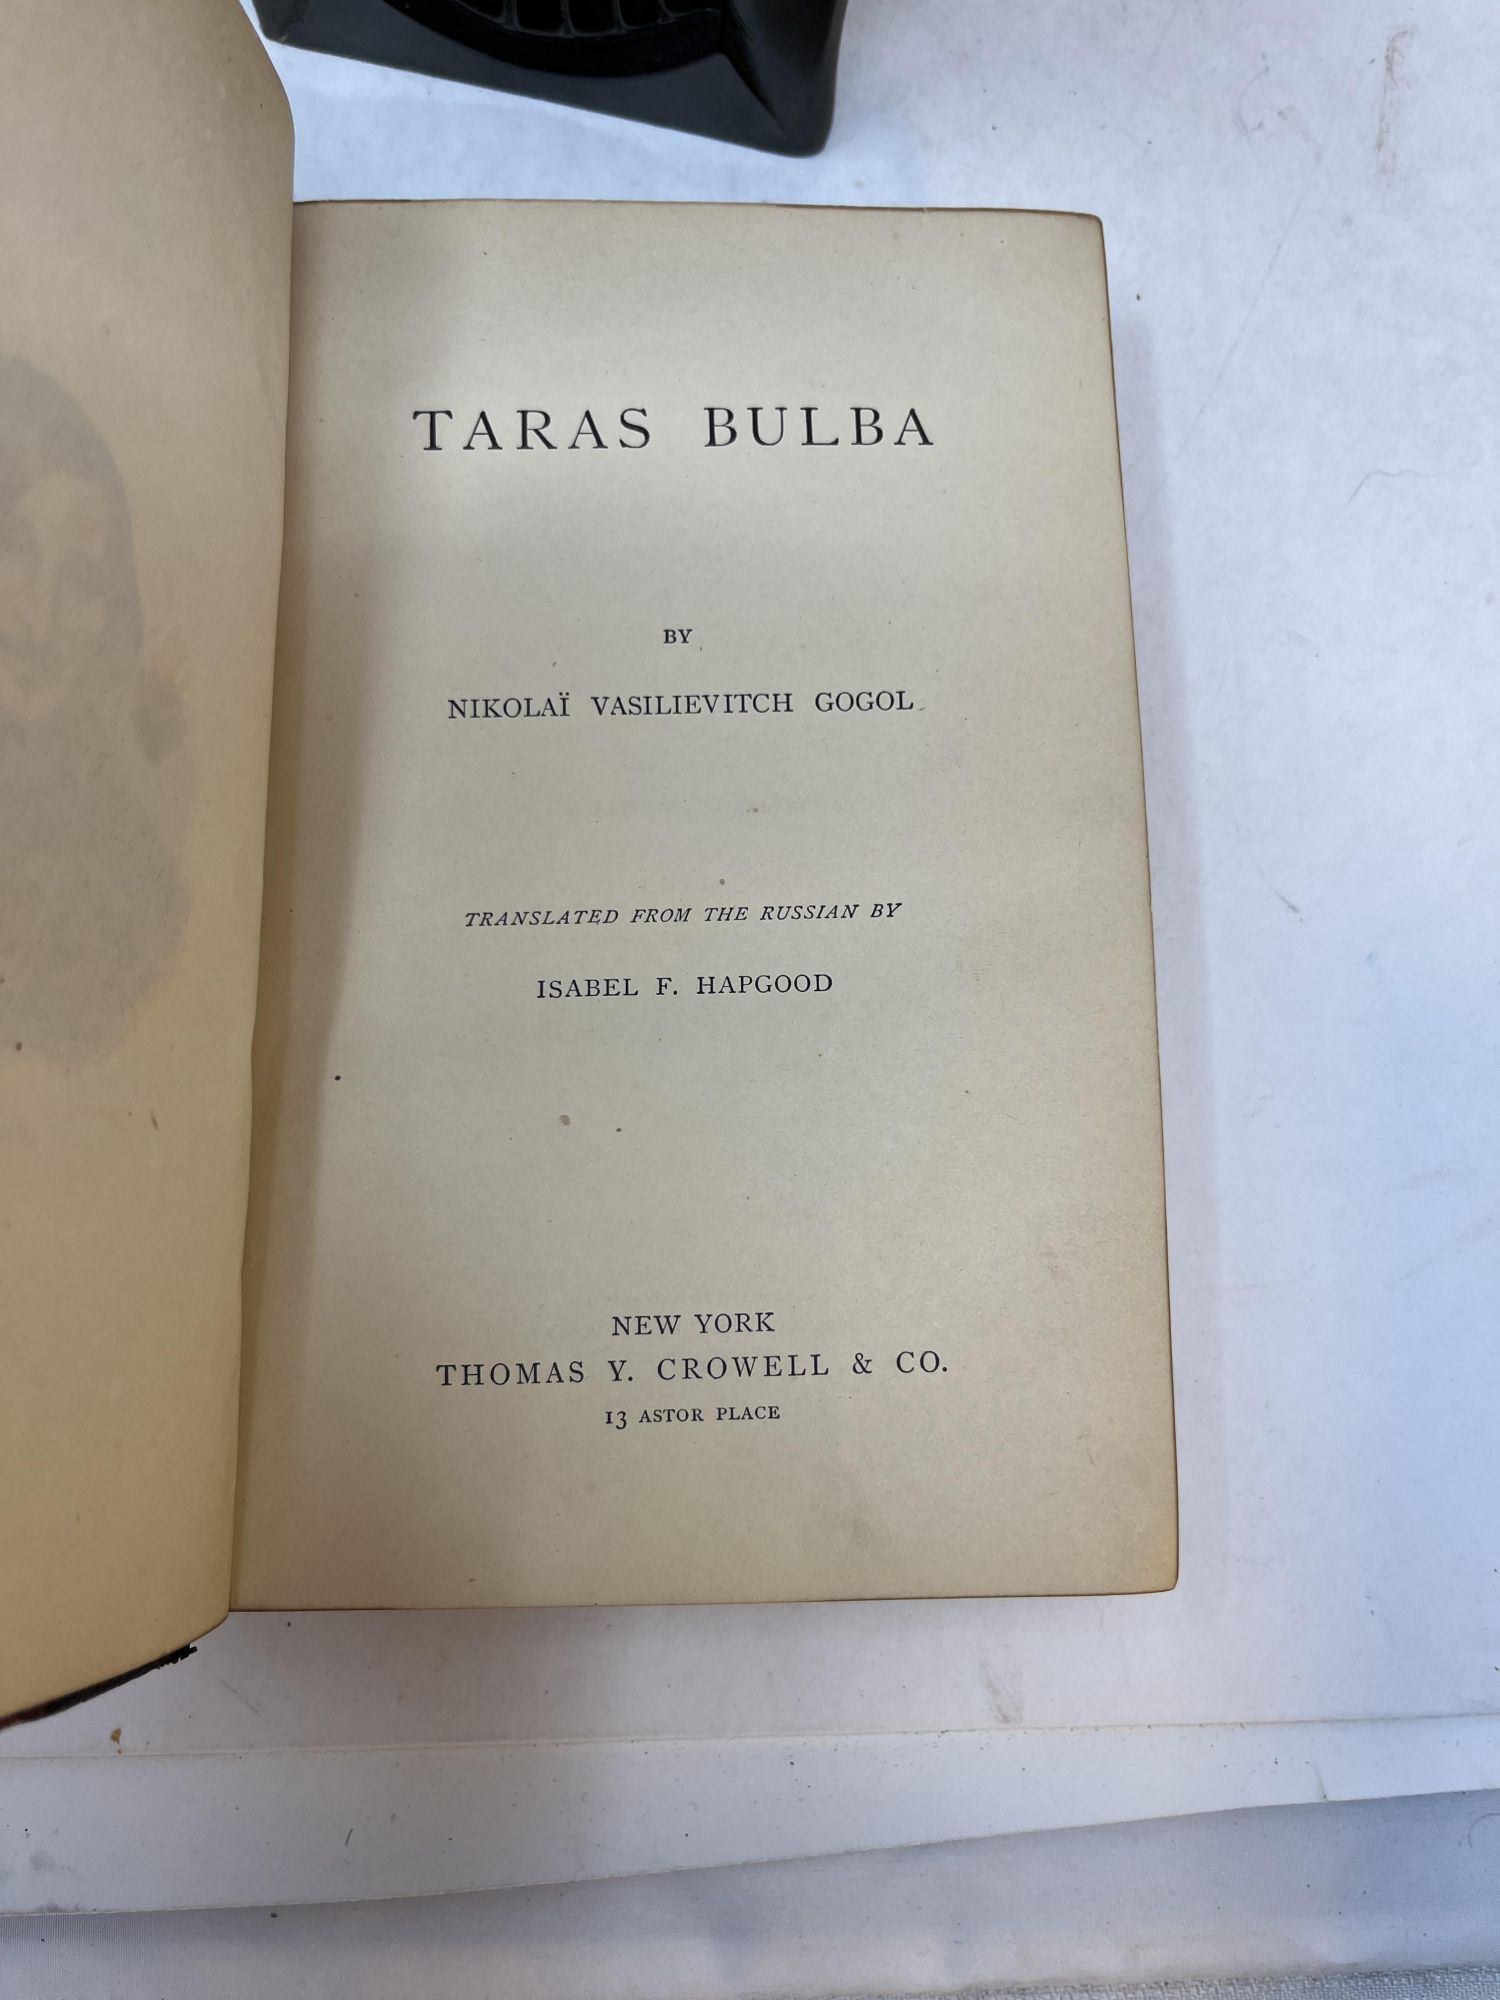 TARAS BULBA
BY
NIKOLAÏ VASILIEVITCH GOGOL
TRANSLATED FROM THE RUSSIAN BY
ISABEL F. HAPGOOD
NEW YORK
THOMAS Y. CROWELL & CO.
13 ASTOR PLACE